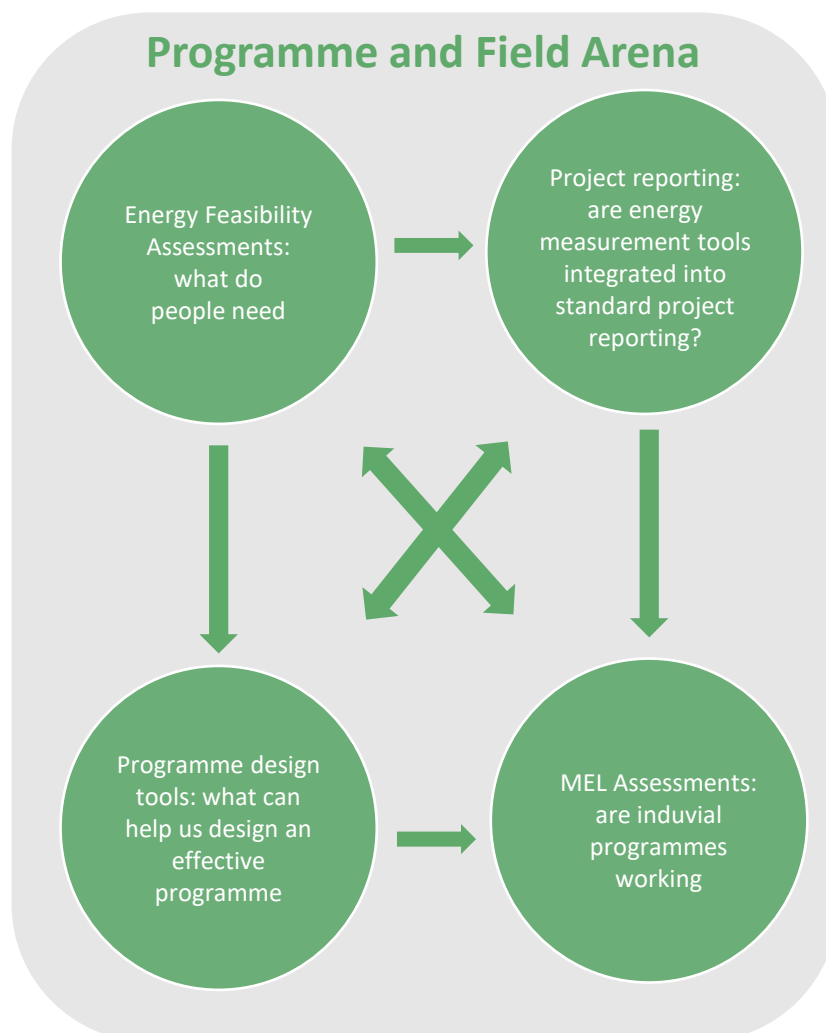 Programme and Field Arena
Energy Feasibility
Assessments:
what do
people need
Project reporting:
are energy
measurement tools
integrated into
standard project
reporting?
Programme design
tools: what can
help us design an
effective
programme
MEL Assessments:
are induvial
programmes
working